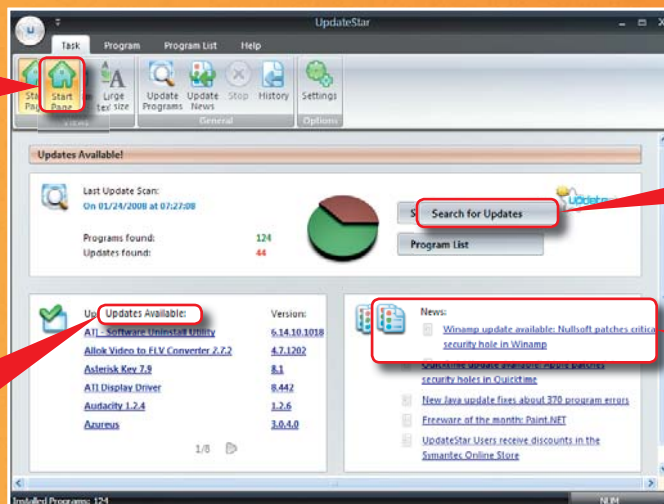 UpdateStar
Task Program Program List Help
Start Page
Large text size
Update Programs
Update News
Stop
History
Settings
Views General Options
Updates Available!
Last Update Scan:
On 01/24/2008 at 07:27:08
Search for Updates
Programs found: 124
Updates found: 44
Program List
Updates Available: Version:
ATI - Software Uninstall Utility 6.14.10.1018
Allok Video to FLV Converter 2.7.2 4.7.1202
Asterisk Key 7.9 8.1
ATI Display Driver 8.442
Audacity 1.2.4 1.2.6
Azureus 3.0.4.0
1/8
News:
Winamp update available: Nullsoft patches critica
security hole in Winamp
Quicktime update available: Apple patches
security holes in Quicktime
New Java update fixes about 370 program errors
Freeware of the month: Paint.NET
UpdateStar Users receive discounts in the
Symantec Online Store
Installed Programs: 124
NUM